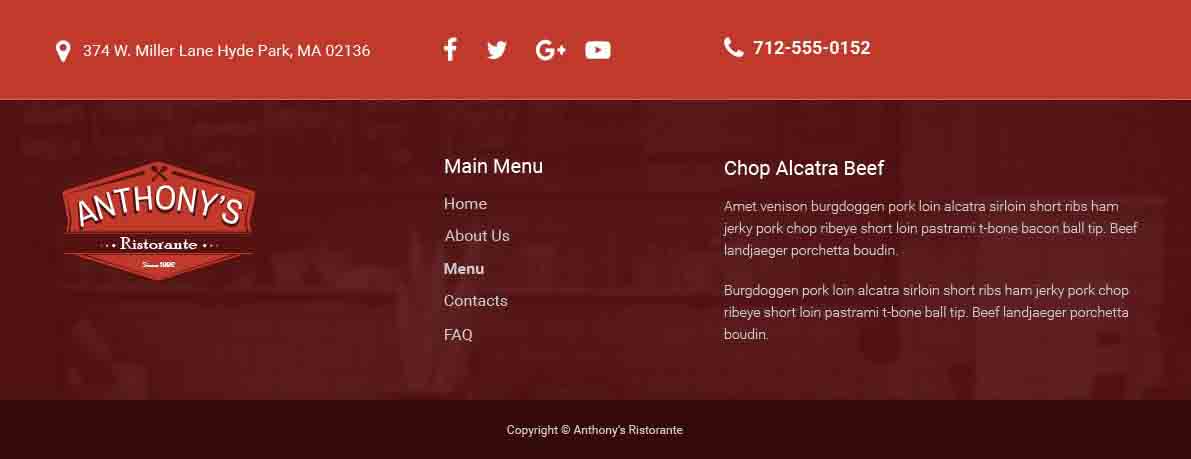 374 W. Miller Lane Hyde Park, MA 02136
712-555-0152
ANTHONY'S
Ristorante
Since 1995
Main Menu
Home
About Us
Menu
Contacts
FAQ
Chop Alcatra Beef
Amet venison burgdoggen pork loin alcatra sirloin short ribs ham
jerky pork chop ribeye short loin pastrami t-bone bacon ball tip. Beef
landjaeger porchetta boudin.
Burgdoggen pork loin alcatra sirloin short ribs ham jerky pork chop
ribeye short loin pastrami t-bone ball tip. Beef landjaeger porchetta
boudin.
Copyright © Anthony's Ristorante